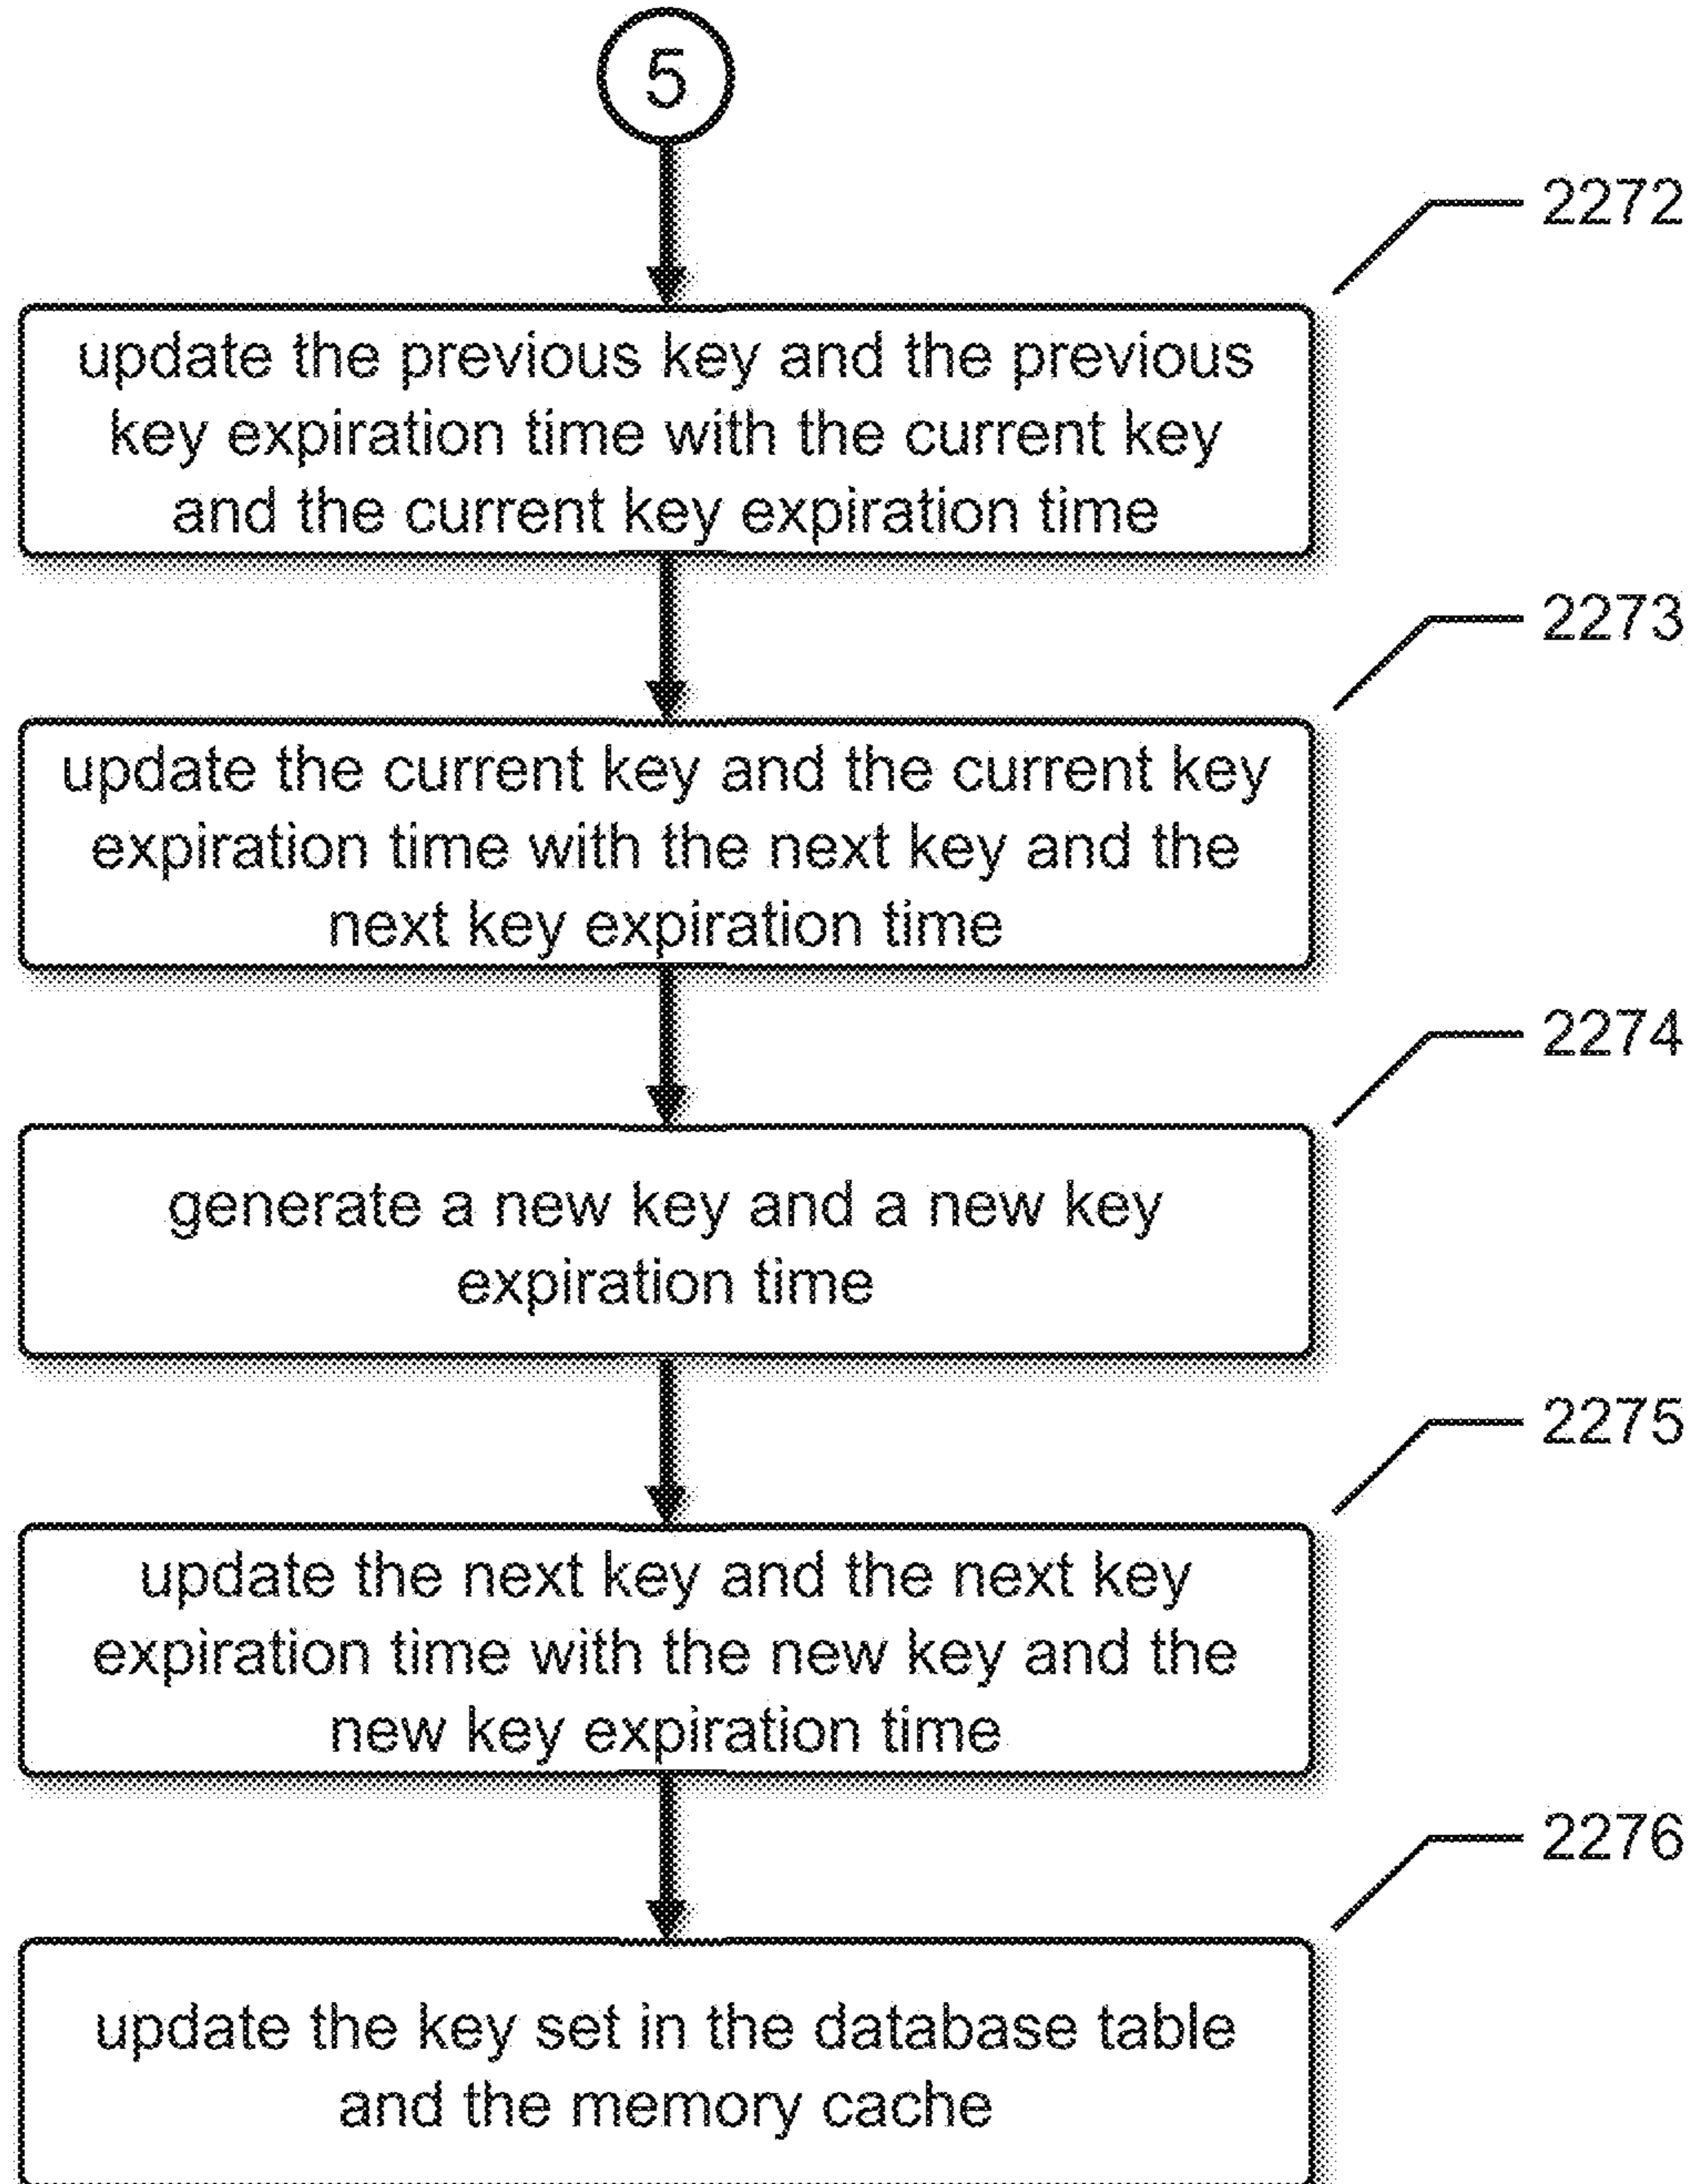 5
2272
update the previous key and the previous
key expiration time with the current key
and the current key expiration time
2273
update the current key and the current key
expiration time with the next key and the
next key expiration time
2274
generate a new key and a new key
expiration time
2275
update the next key and the next key
expiration time with the new key and the
new key expiration time
2276
update the key set in the database table
and the memory cache